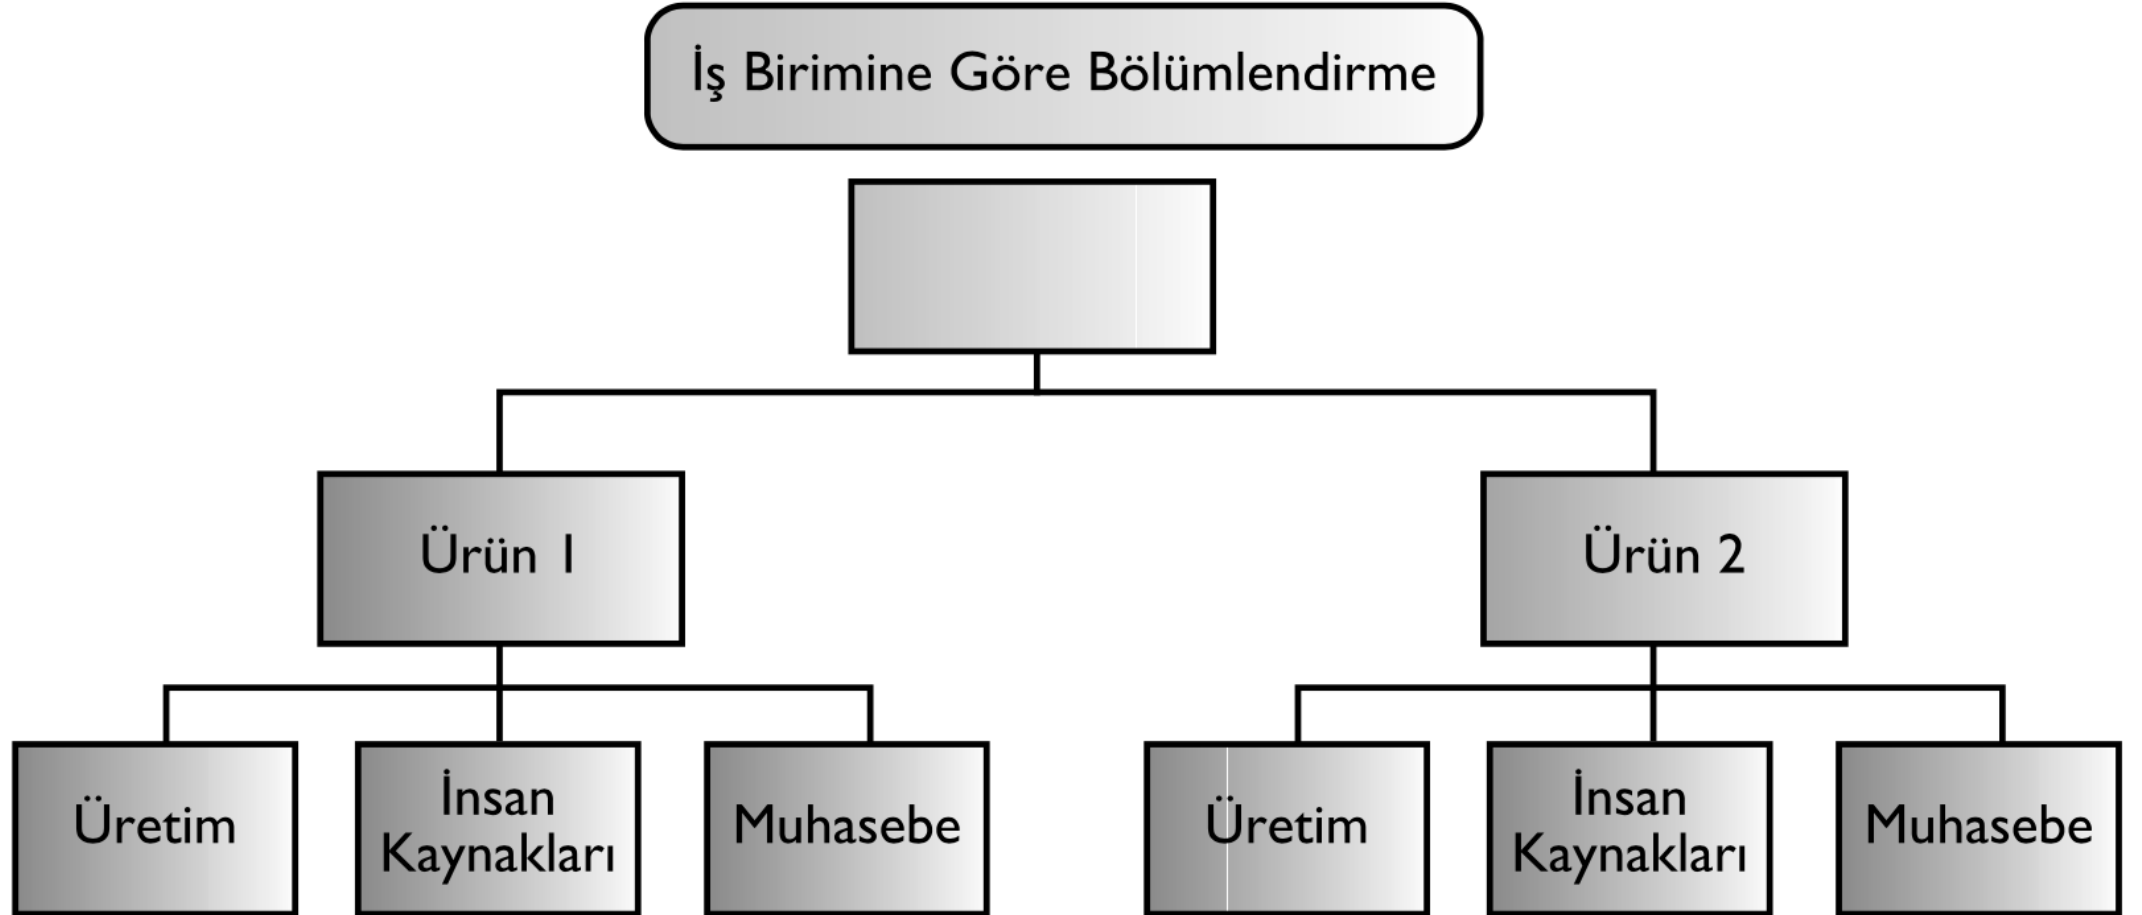 İş Birimine Göre Bölümlendirme
Ürün 1
Ürün 2
Üretim
İnsan
Kaynakları
Muhasebe
Üretim
İnsan
Kaynakları
Muhasebe